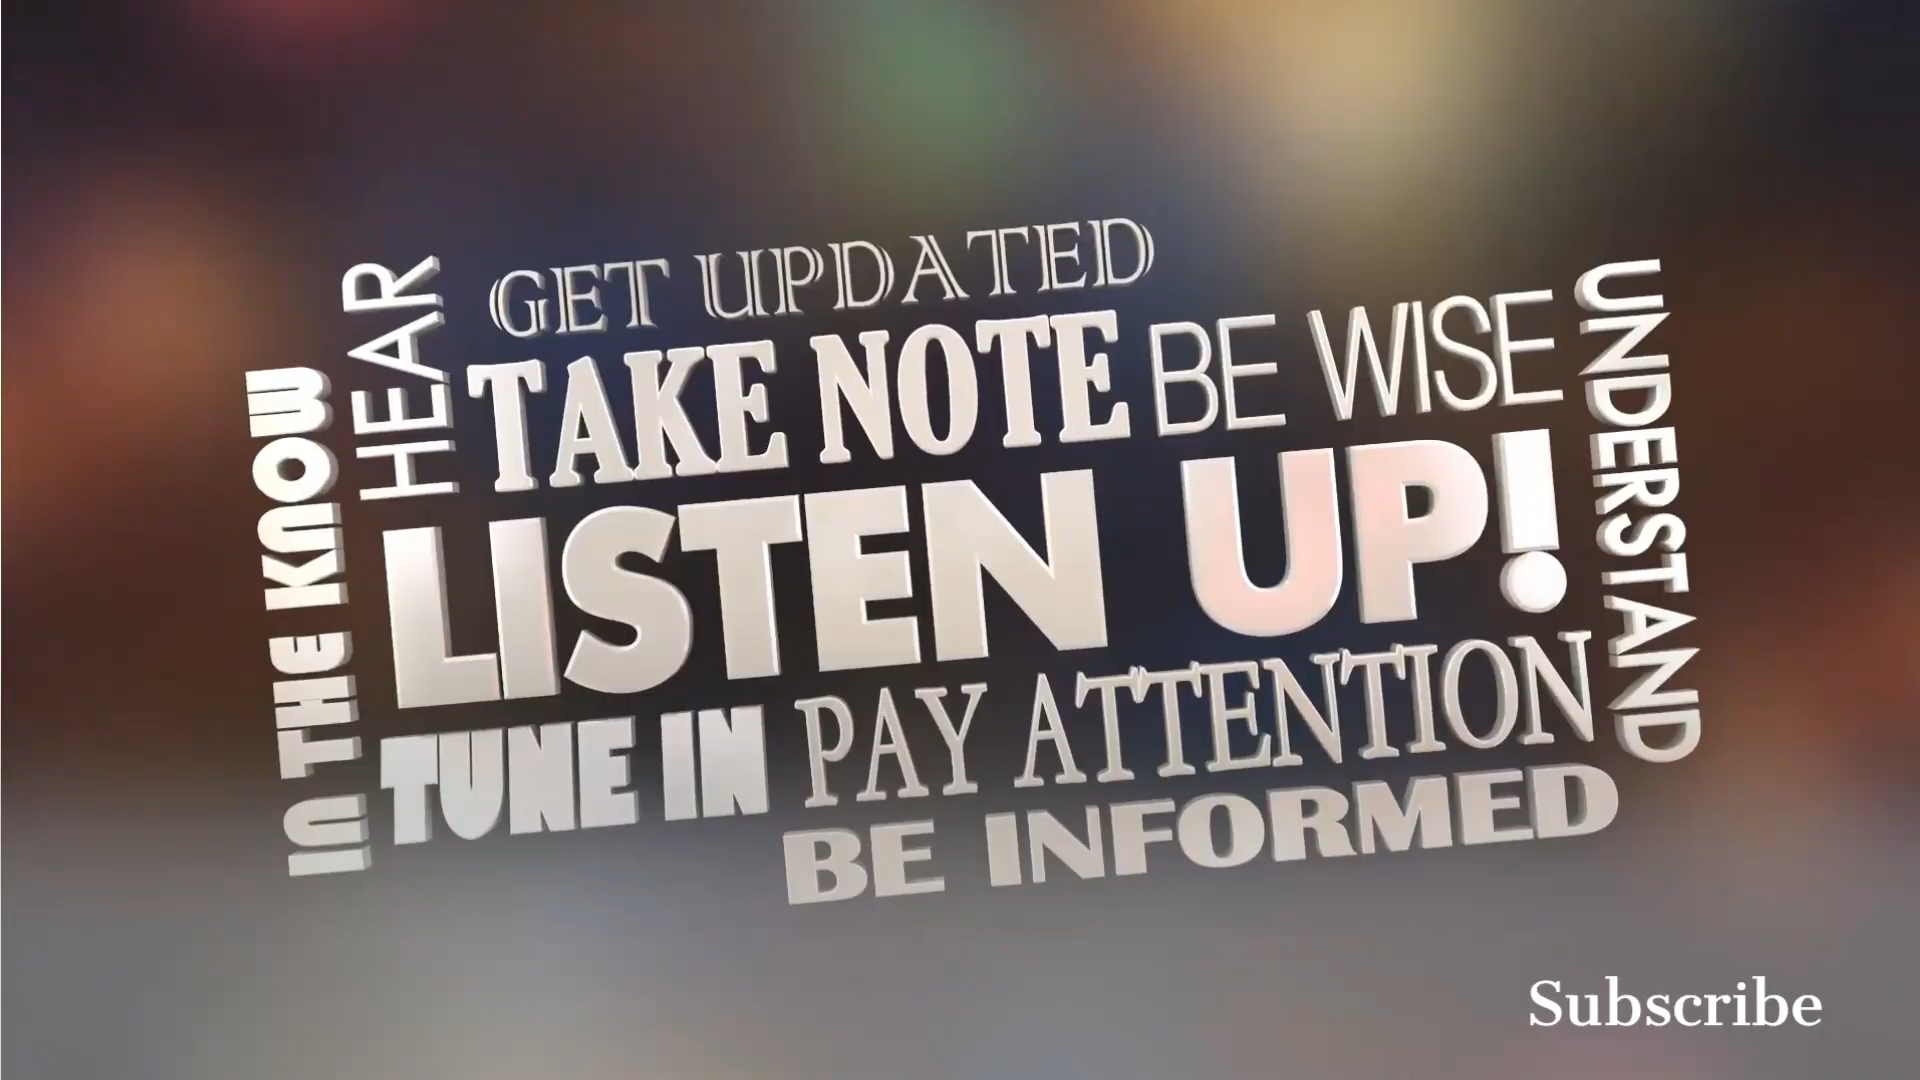 GET UPDATED
HEAR
TAKE NOTE
BE WISE
UNDERSTAND
In THE KNOW
LISTEN UP!
TUNE IN
PAY ATTENTION
BE INFORMED
Subscribe